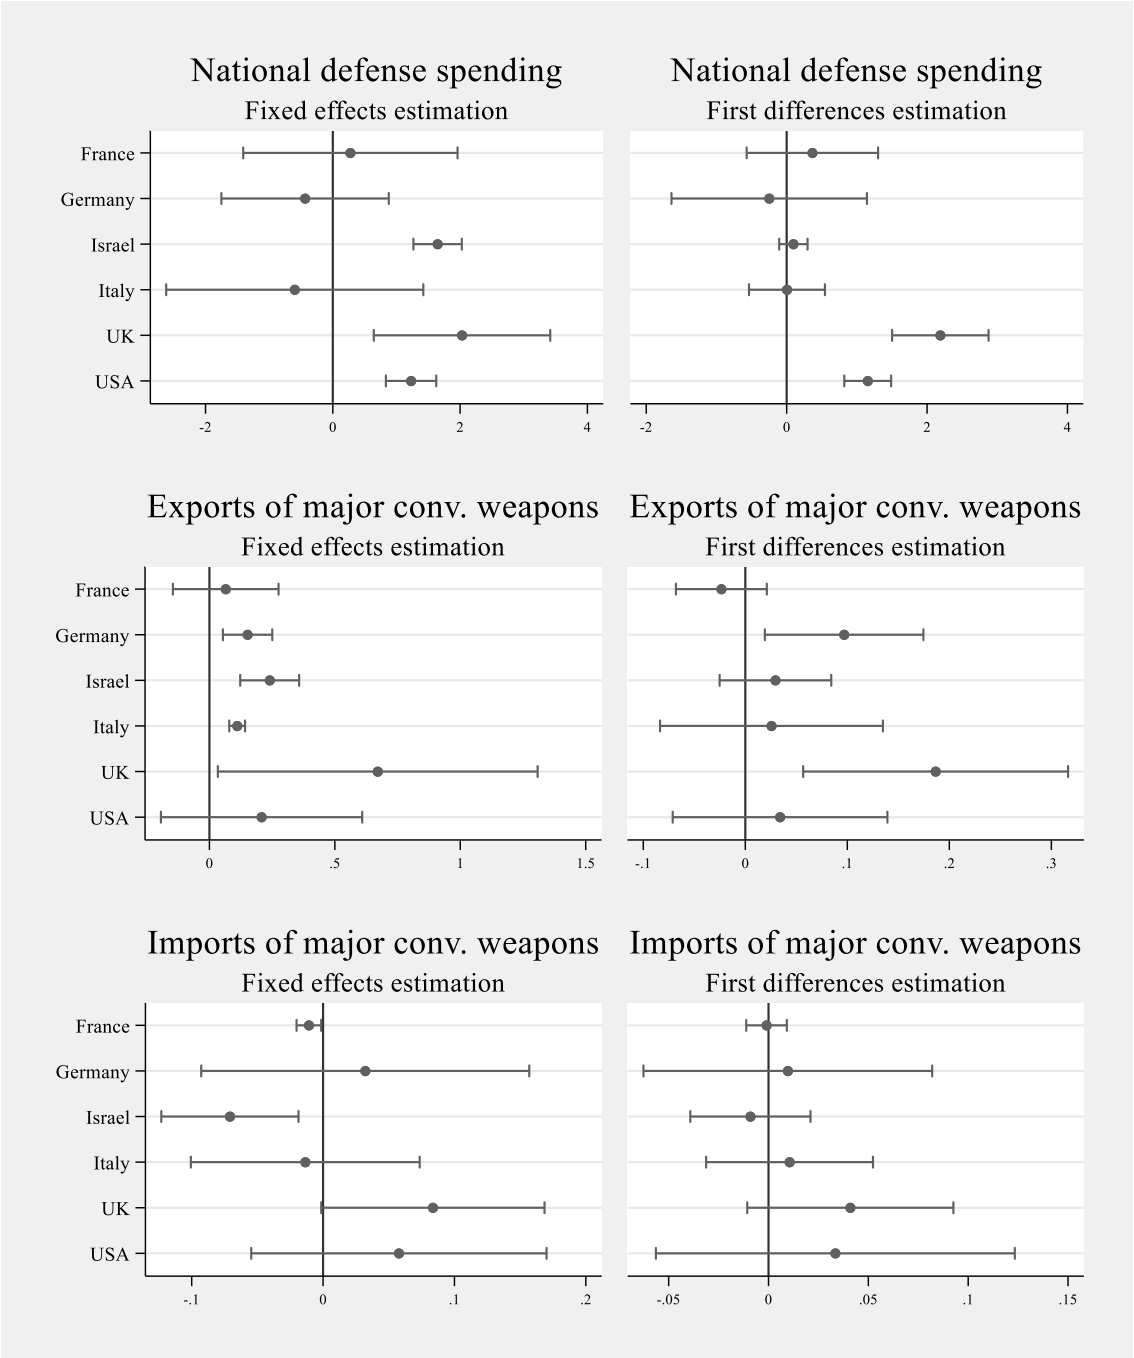 National defense spending
Fixed effects estimation
France
Germany
Israel
Italy
UK
USA
-2 0 2 4
National defense spending
First differences estimation
-2 0 2 4
Exports of major conv. weapons
Fixed effects estimation
France
Germany
Israel
Italy
UK
USA
0 .5 1 1.5
Exports of major conv. weapons
First differences estimation
-.1 0 .1 .2 .3
Imports of major conv. weapons
Fixed effects estimation
France
Germany
Israel
Italy
UK
USA
-.1 0 .1 .2
Imports of major conv. weapons
First differences estimation
-.05 0 .05 .1 .15